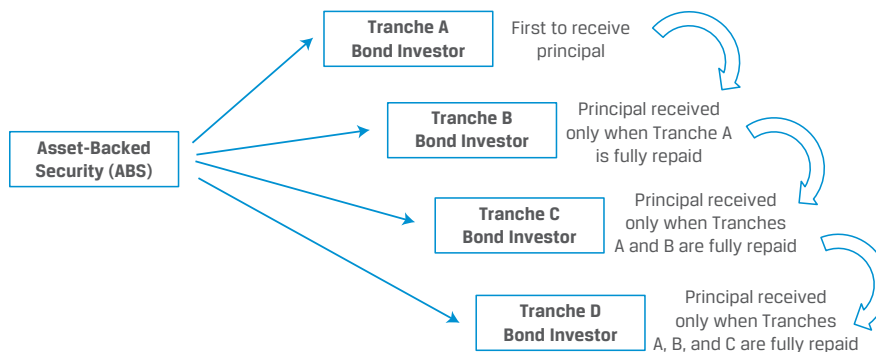 Tranche A
Bond Investor
First to receive
principal
Tranche B
Bond Investor
Principal received
only when Tranche A
is fully repaid
Asset-Backed
Security (ABS)
Tranche C
Bond Investor
Principal received
only when Tranches
A and B are fully repaid
Tranche D
Bond Investor
Principal received
only when Tranches
A, B, and C are fully repaid